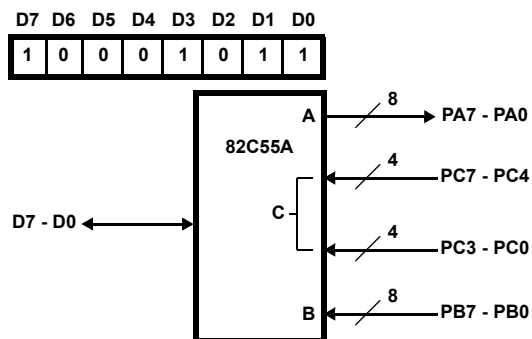 D7 D6 D5 D4 D3 D2 D1 D0
1 0 0 0 1 0 1 1
8
A PA7 - PA0
82C55A
4
PC7 - PC4
C
D7 - D0
4
PC3 - PC0
8
B PB7 - PB0